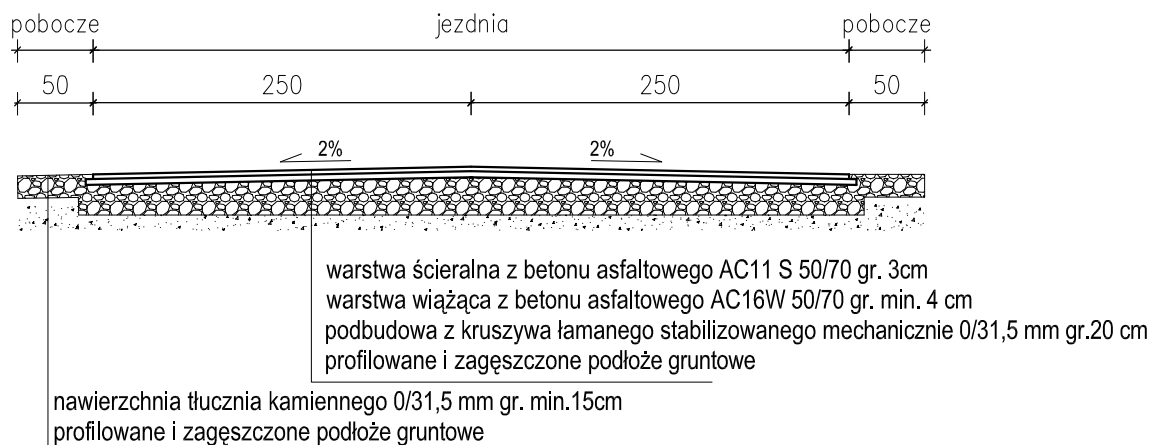 pobocze jezdnia pobocze
50 250 250 50
2% 2%
warstwa ścieralna z betonu asfaltowego AC11 S 50/70 gr. 3cm
warstwa wiążąca z betonu asfaltowego AC16W 50/70 gr. min. 4 cm
podbudowa z kruszywa łamanego stabilizowanego mechanicznie 0/31,5 mm gr.20 cm
profilowane i zagęszczone podłoże gruntowe
nawierzchnia tłucznia kamiennego 0/31,5 mm gr. min.15cm
profilowane i zagęszczone podłoże gruntowe